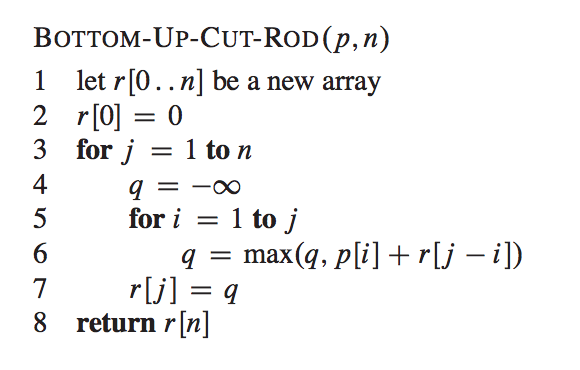 BOTTOM-UP-CUT-ROD(p, n)
1 let r[0..n] be a new array
2 r[0] = 0
3 for j = 1 to n
4 q = −∞
5 for i = 1 to j
6 q = max(q, p[i] + r[j − i])
7 r[j] = q
8 return r[n]